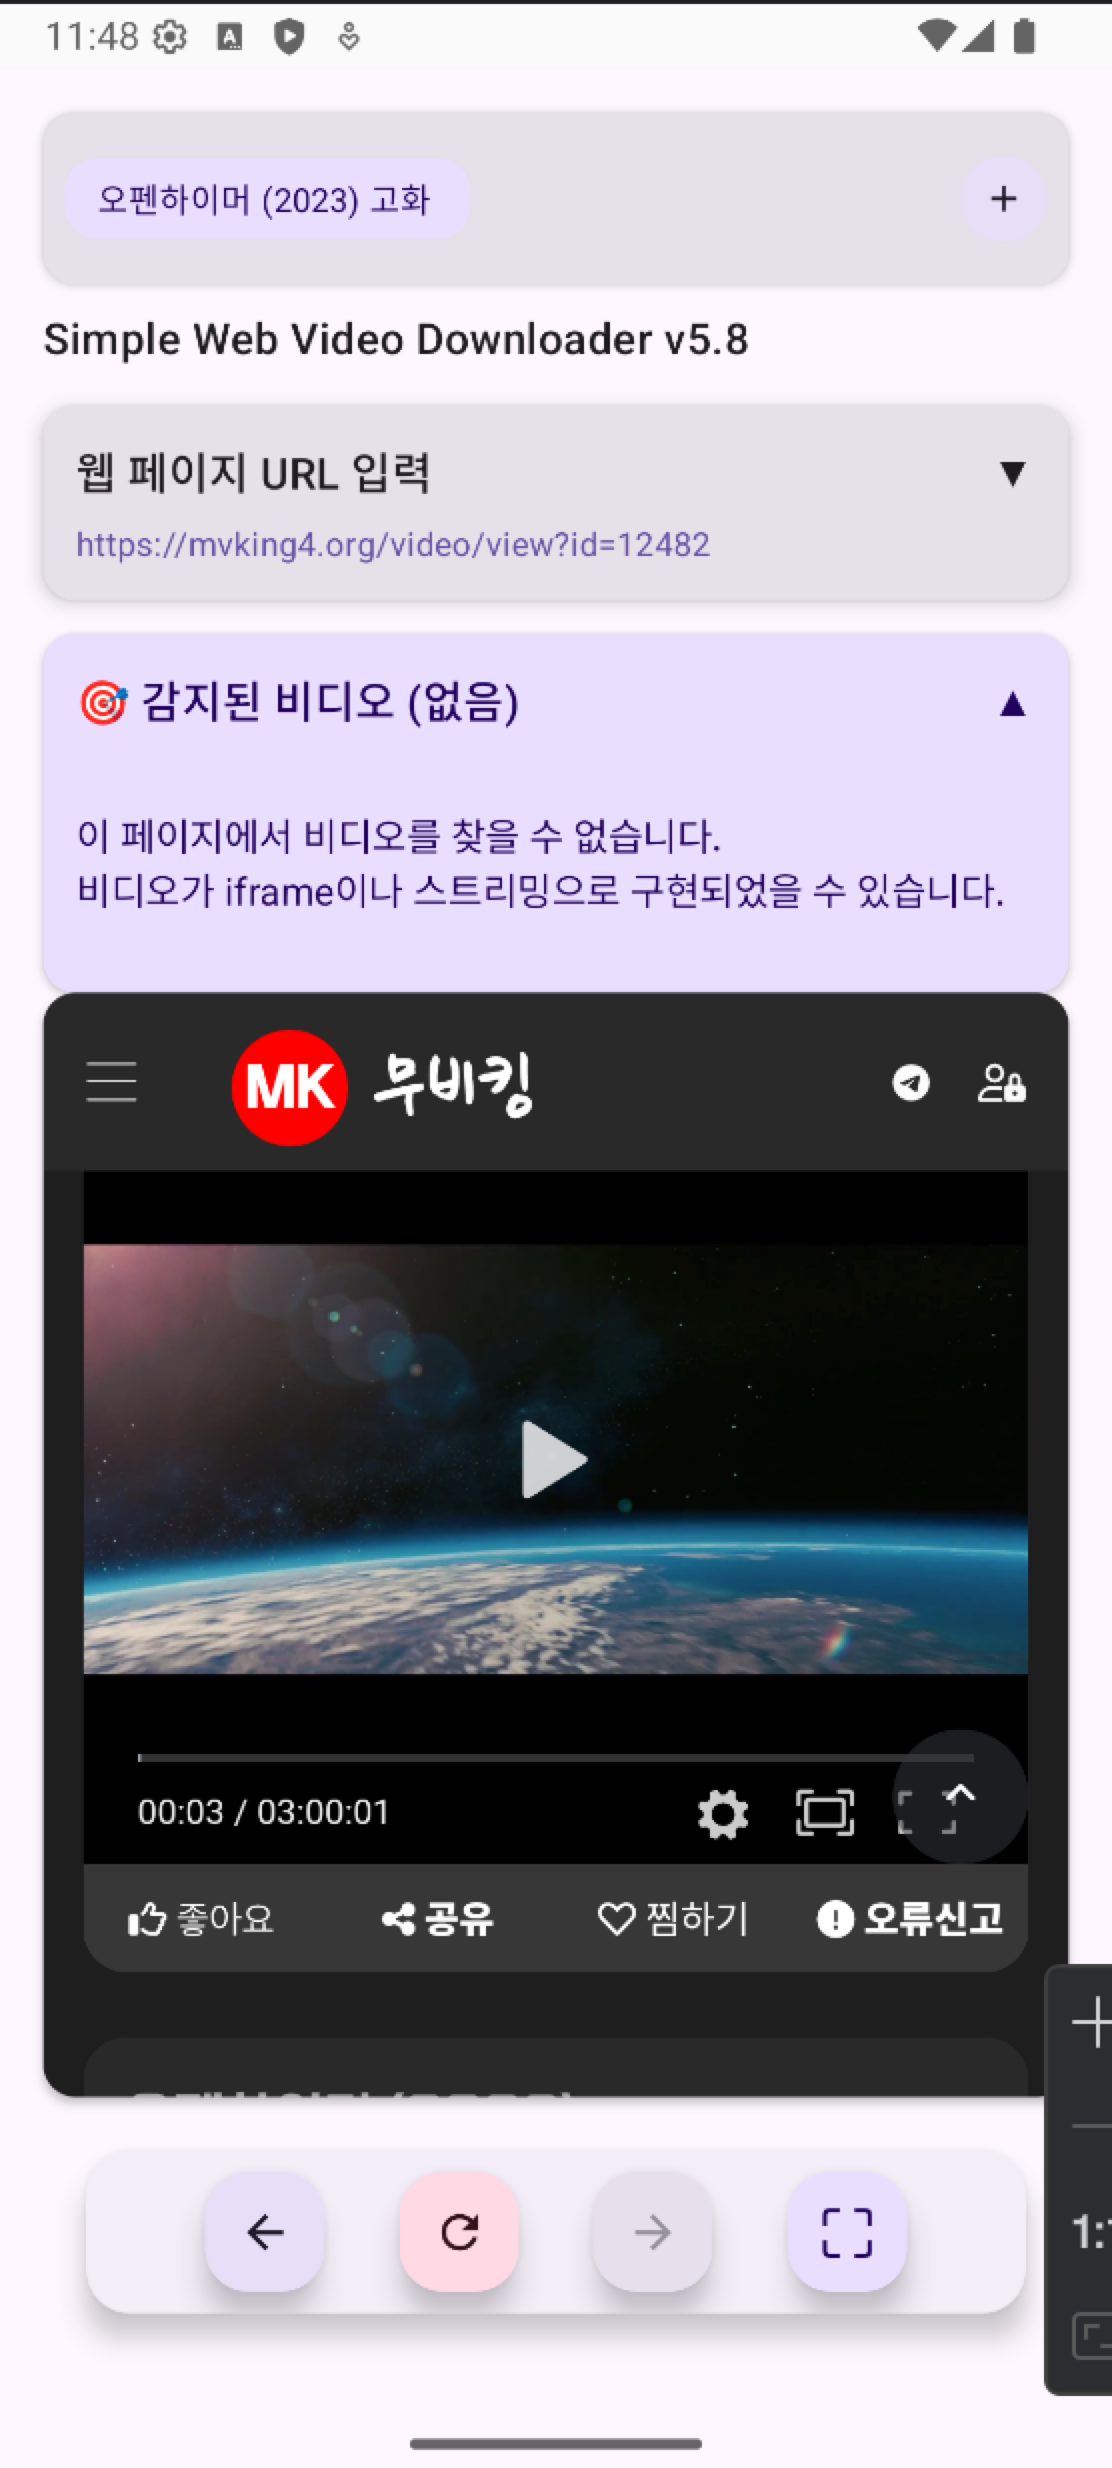 11:48
오펜하이머 (2023) 고화
+
Simple Web Video Downloader v5.8
웹 페이지 URL 입력
▼
https://mvking4.org/video/view?id=12482
🎯 감지된 비디오 (없음)
▲
이 페이지에서 비디오를 찾을 수 없습니다.
비디오가 iframe이나 스트리밍으로 구현되었을 수 있습니다.
MK 무비킹
00:03 / 03:00:01
좋아요 공유 찜하기 오류신고